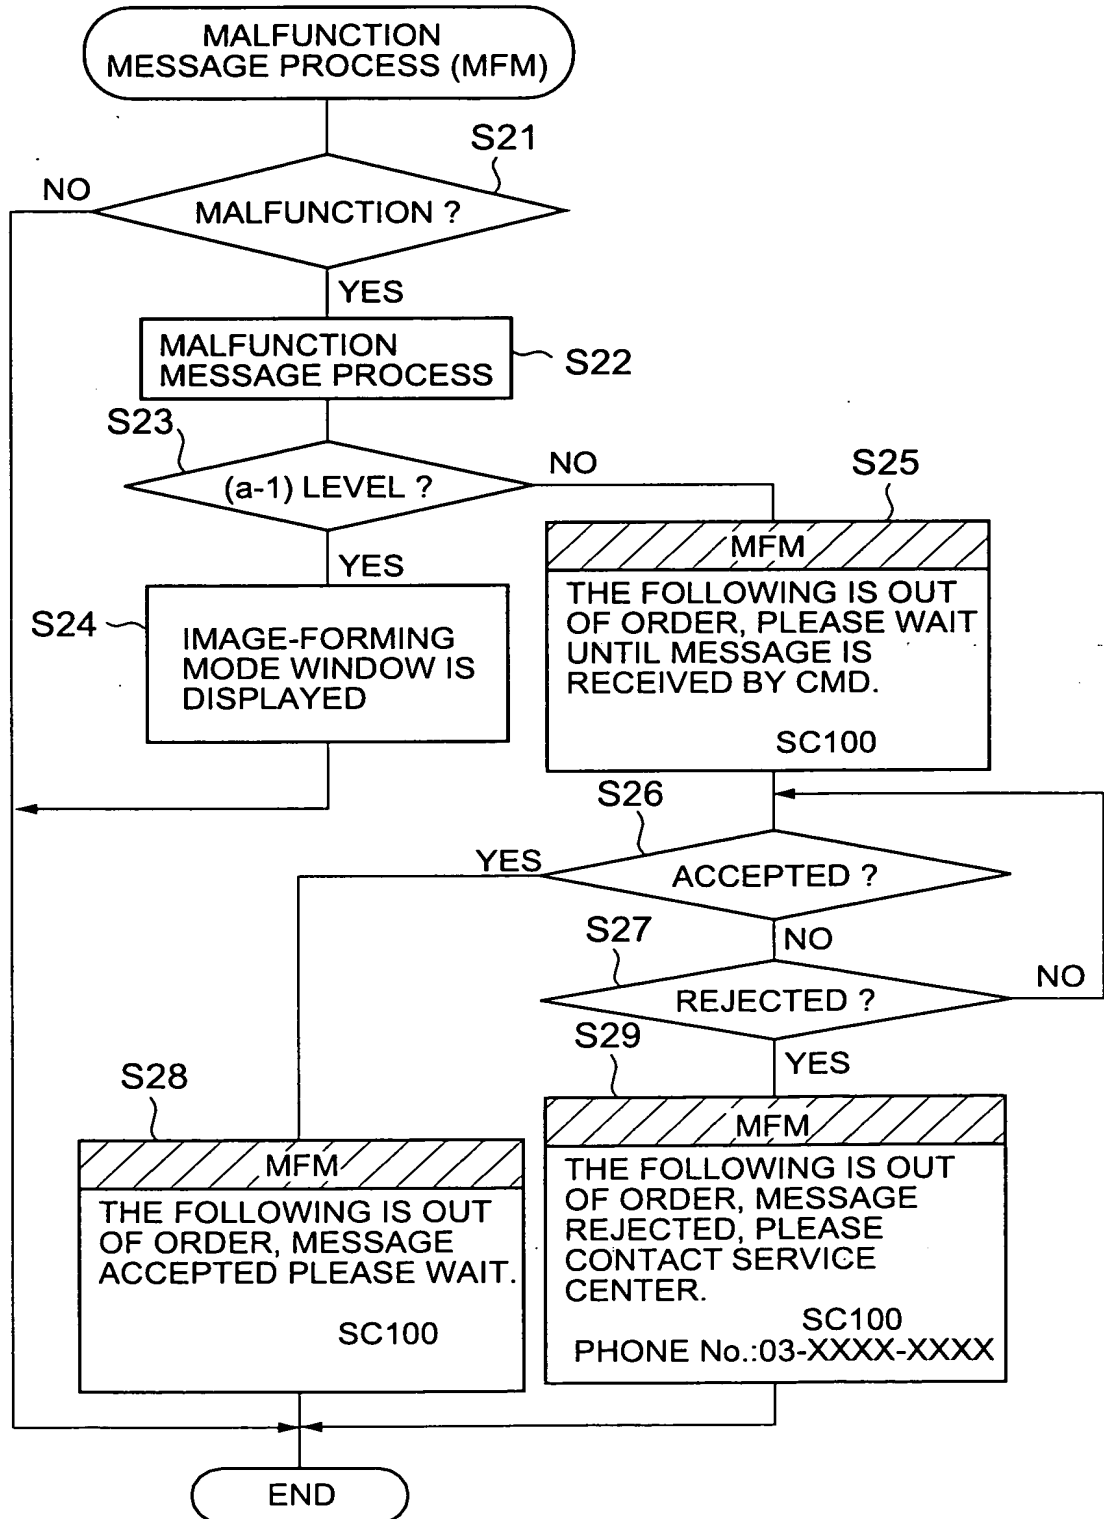 MALFUNCTION
MESSAGE PROCESS (MFM)
S21
NO
MALFUNCTION ?
YES
MALFUNCTION
MESSAGE PROCESS
S22
S23
(a-1) LEVEL ?
NO
S25
YES
MFM
THE FOLLOWING IS OUT
OF ORDER, PLEASE WAIT
UNTIL MESSAGE IS
RECEIVED BY CMD.
SC100
S24
IMAGE-FORMING
MODE WINDOW IS
DISPLAYED
S26
YES
ACCEPTED ?
NO
S27
REJECTED ?
NO
S29
YES
S28
MFM
THE FOLLOWING IS OUT
OF ORDER, MESSAGE
ACCEPTED PLEASE WAIT.
SC100
MFM
THE FOLLOWING IS OUT
OF ORDER, MESSAGE
REJECTED, PLEASE
CONTACT SERVICE
CENTER.
SC100
PHONE No.:03-XXXX-XXXX
END